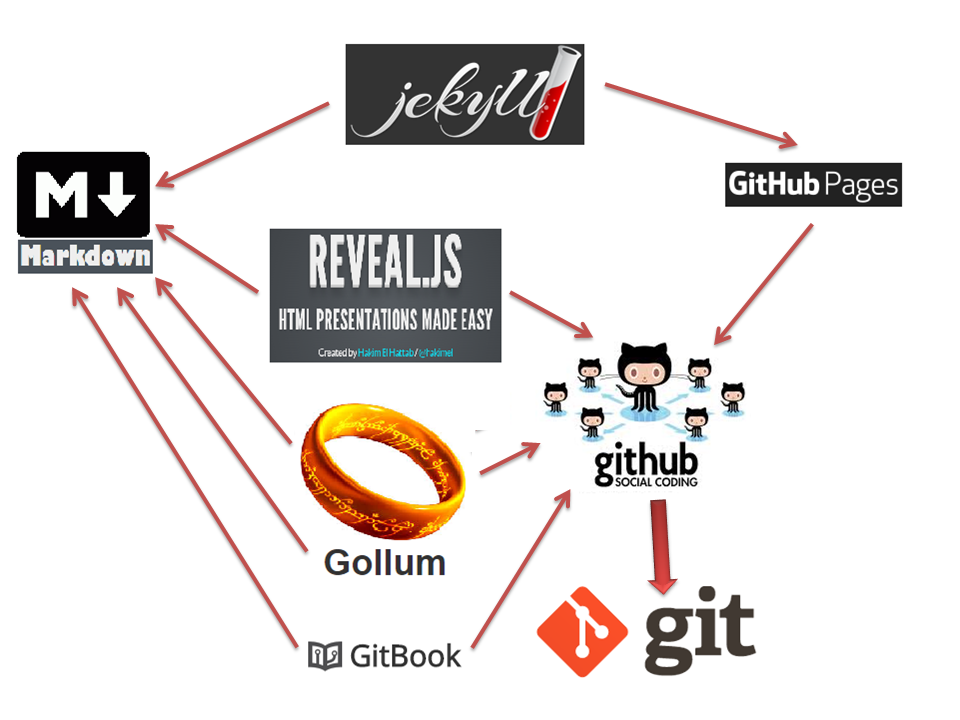 jekyll
M
Markdown
GitHub Pages
REVEAL.JS
HTML PRESENTATIONS MADE EASY
Created by Hakim El Hattab / @hakimel
github
SOCIAL CODING
Gollum
GitBook
git